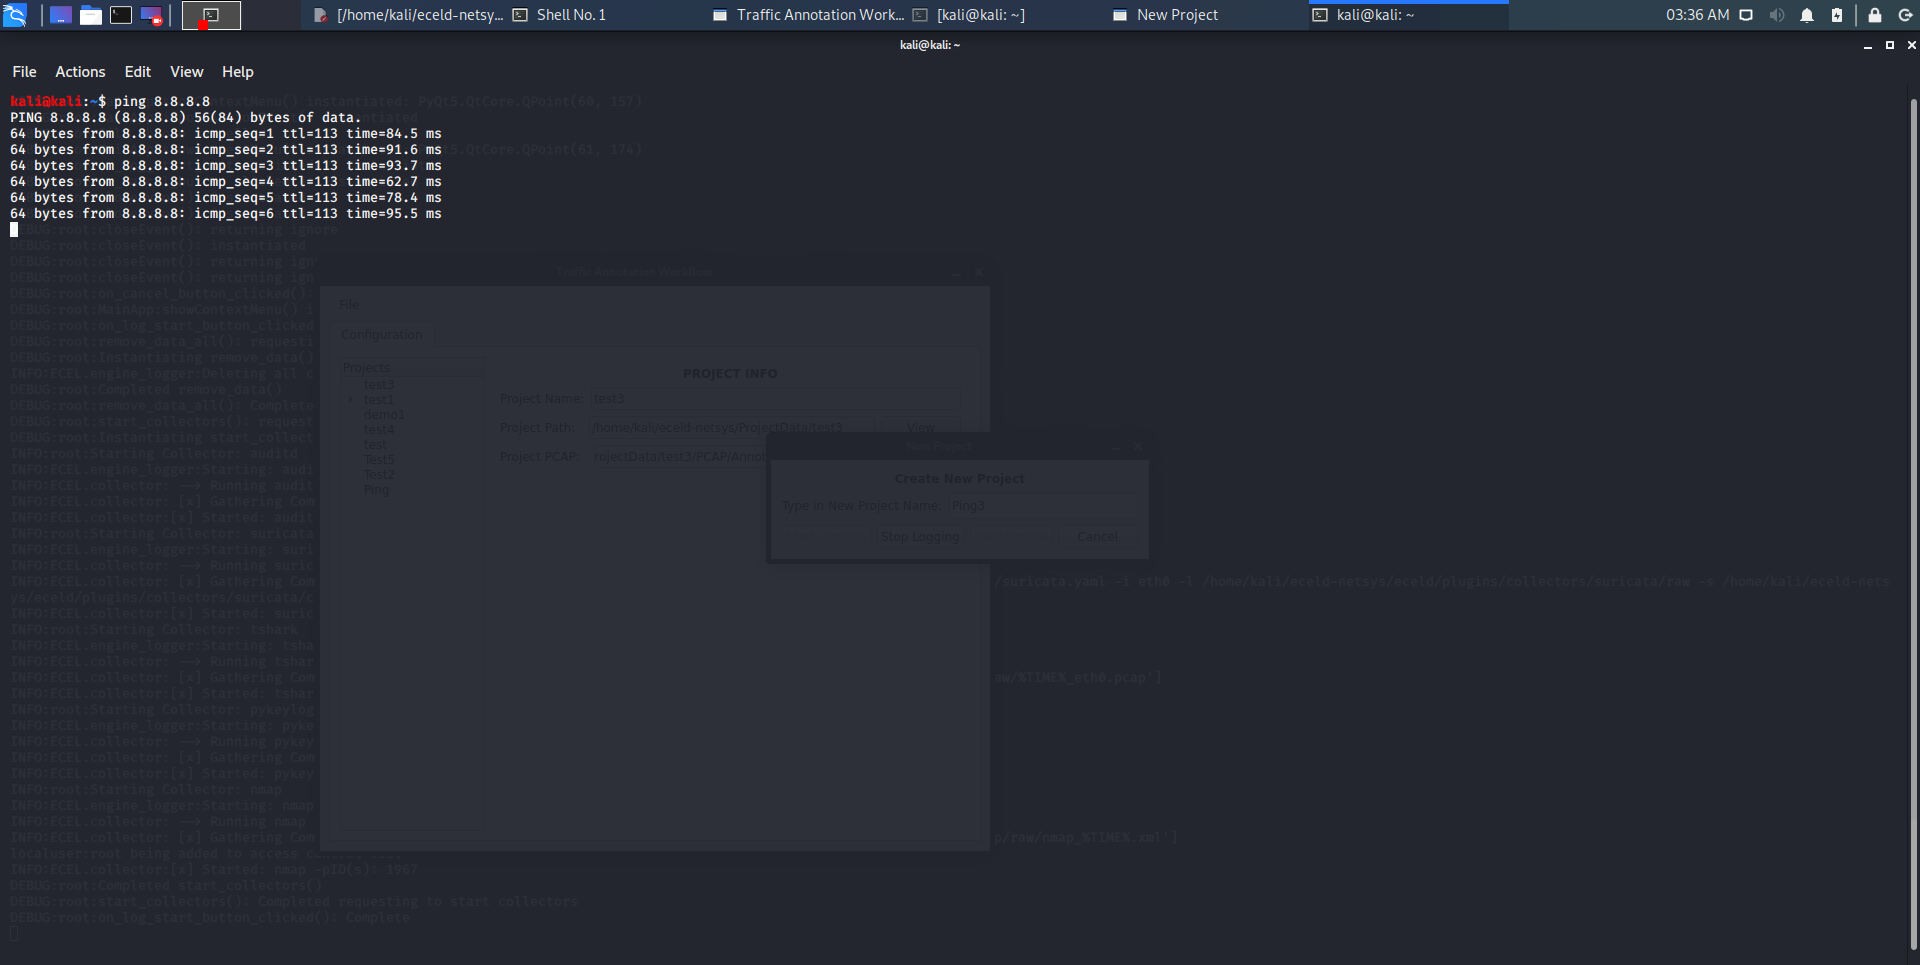 [/home/kali/eceld-netsys...
Shell No. 1
Traffic Annotation Work...
[kali@kali: ~]
New Project
kali@kali: ~
03:36 AM
kali@kali: ~
File Actions Edit View Help
kali@kali:~$ ping 8.8.8.8
PING 8.8.8.8 (8.8.8.8) 56(84) bytes of data.
64 bytes from 8.8.8.8: icmp_seq=1 ttl=113 time=84.5 ms
64 bytes from 8.8.8.8: icmp_seq=2 ttl=113 time=91.6 ms
64 bytes from 8.8.8.8: icmp_seq=3 ttl=113 time=93.7 ms
64 bytes from 8.8.8.8: icmp_seq=4 ttl=113 time=62.7 ms
64 bytes from 8.8.8.8: icmp_seq=5 ttl=113 time=78.4 ms
64 bytes from 8.8.8.8: icmp_seq=6 ttl=113 time=95.5 ms
ntextMenu() instantiated: PyQt5.QtCore.QPoint(60, 157)
t5.QtCore.QPoint(61, 174)
DEBUG:root:closeEvent(): returning ignore
DEBUG:root:closeEvent(): instantiated
DEBUG:root:closeEvent(): returning ign
DEBUG:root:closeEvent(): returning ign
DEBUG:root:on_cancel_button_clicked():
DEBUG:root:MainApp:showContextMenu() i
DEBUG:root:on_log_start_button_clicked
DEBUG:root:remove_data_all(): requesti
DEBUG:root:Instantiating remove_data()
INFO:ECEL.engine_logger:Deleting all c
DEBUG:root:Completed remove_data()
DEBUG:root:remove_data_all(): Complete
DEBUG:root:start_collectors(): request
DEBUG:root:Instantiating start_collect
INFO:root:Starting Collector: auditd
INFO:ECEL.engine_logger:Starting: audi
INFO:ECEL.collector: --> Running audit
INFO:ECEL.collector: [x] Gathering Com
INFO:ECEL.collector:[x] Started: audit
INFO:root:Starting Collector: suricata
INFO:ECEL.engine_logger:Starting: suri
INFO:ECEL.collector: --> Running suric
INFO:ECEL.collector: [x] Gathering Com
/suricata.yaml -i eth0 -l /home/kali/eceld-netsys/eceld/plugins/collectors/suricata/raw -s /home/kali/eceld-nets
ys/eceld/plugins/collectors/suricata/c
INFO:ECEL.collector:[x] Started: suric
INFO:root:Starting Collector: tshark
INFO:ECEL.engine_logger:Starting: tsha
INFO:ECEL.collector: --> Running tshar
INFO:ECEL.collector: [x] Gathering Com
aw/%TIME%_eth0.pcap']
INFO:ECEL.collector:[x] Started: tshar
INFO:root:Starting Collector: pykeylog
INFO:ECEL.engine_logger:Starting: pyke
INFO:ECEL.collector: --> Running pykey
INFO:ECEL.collector: [x] Gathering Com
INFO:ECEL.collector:[x] Started: pykey
INFO:root:Starting Collector: nmap
INFO:ECEL.engine_logger:Starting: nmap
INFO:ECEL.collector: --> Running nmap
INFO:ECEL.collector: [x] Gathering Com
p/raw/nmap_%TIME%.xml']
localuser:root being added to access
INFO:ECEL.collector:[x] Started: nmap -pID(s): 1967
DEBUG:root:Completed start_collectors()
DEBUG:root:start_collectors(): Completed requesting to start collectors
DEBUG:root:on_log_start_button_clicked(): Complete
Traffic Annotation Workflow
File
Configuration
Projects
test3
test1
demo1
test4
test
Test5
Test2
Ping
PROJECT INFO
Project Name: test3
Project Path: /home/kali/eceld-netsys/ProjectData/test3 View
Project PCAP: rojectData/test3/PCAP/Annot
New Project
Create New Project
Type in New Project Name: Ping3
Stop Logging
Cancel